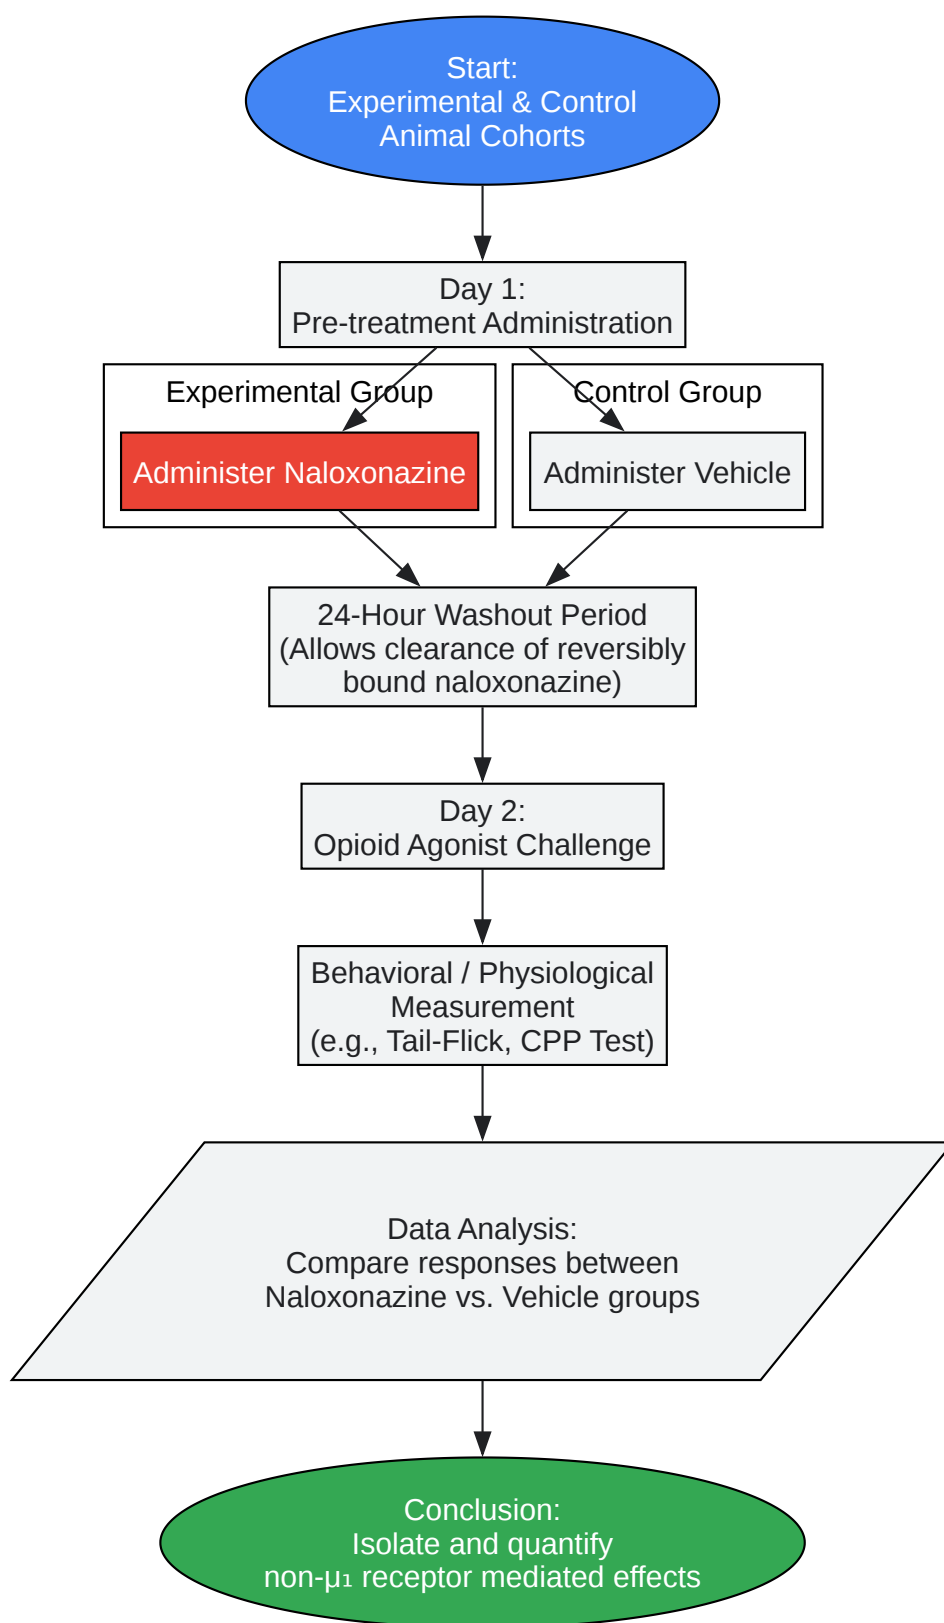 Start:
Experimental & Control
Animal Cohorts
Day 1:
Pre-treatment Administration
Experimental Group
Control Group
Administer Naloxonazine
Administer Vehicle
24-Hour Washout Period
(Allows clearance of reversibly
bound naloxonazine)
Day 2:
Opioid Agonist Challenge
Behavioral / Physiological
Measurement
(e.g., Tail-Flick, CPP Test)
Data Analysis:
Compare responses between
Naloxonazine vs. Vehicle groups
Conclusion:
Isolate and quantify
non-μ₁ receptor mediated effects